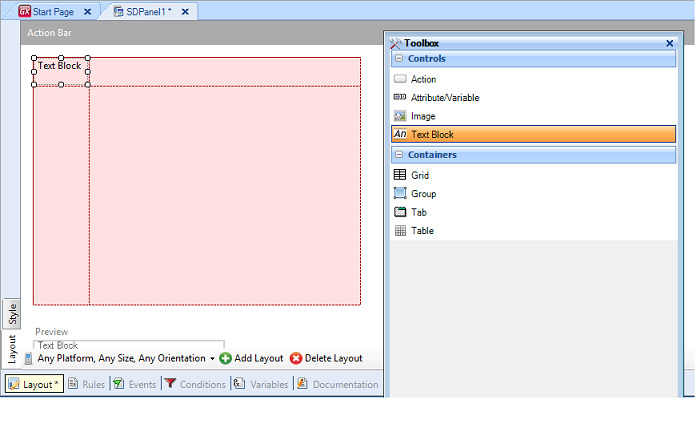 GX Start Page
SDPanel1 *
Action Bar
Text Block
Toolbox
Controls
Action
Attribute/Variable
Image
An Text Block
Containers
Grid
Group
Tab
Table
Style
Layout
Preview
Text Block
Any Platform, Any Size, Any Orientation
Add Layout
Delete Layout
Layout *
Rules
Events
Conditions
Variables
Documentation